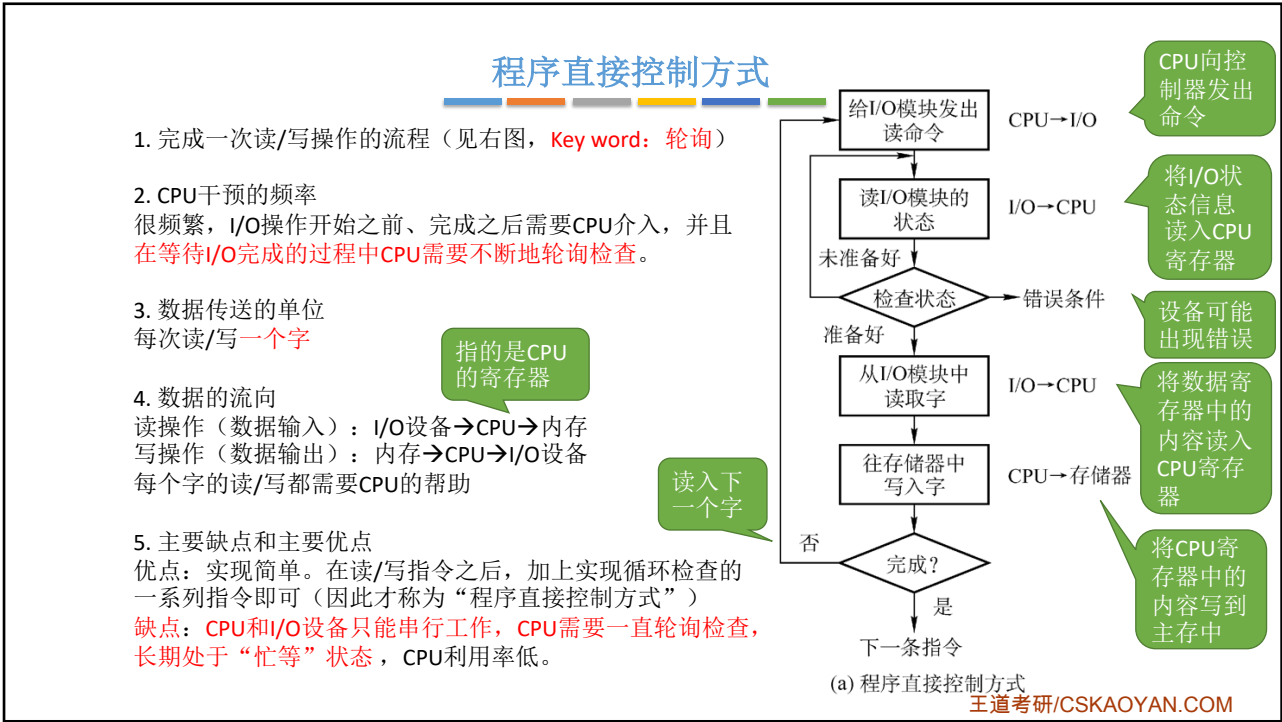 程序直接控制方式
1. 完成一次读/写操作的流程（见右图，Key word：轮询）
2. CPU干预的频率
很频繁，I/O操作开始之前、完成之后需要CPU介入，并且
在等待I/O完成的过程中CPU需要不断地轮询检查。
3. 数据传送的单位
每次读/写一个字
指的是CPU
的寄存器
4. 数据的流向
读操作（数据输入）：I/O设备→CPU→内存
写操作（数据输出）：内存→CPU→I/O设备
每个字的读/写都需要CPU的帮助
5. 主要缺点和主要优点
优点：实现简单。在读/写指令之后，加上实现循环检查的
一系列指令即可（因此才称为“程序直接控制方式”）
缺点：CPU和I/O设备只能串行工作，CPU需要一直轮询检查，
长期处于“忙等”状态 ，CPU利用率低。
给I/O模块发出
读命令
CPU→I/O
CPU向控
制器发出
命令
读I/O模块的
状态
I/O→CPU
将I/O状
态信息
读入CPU
寄存器
未准备好
检查状态
错误条件
设备可能
出现错误
准备好
从I/O模块中
读取字
I/O→CPU
将数据寄
存器中的
内容读入
CPU寄存
器
往存储器中
写入字
CPU→存储器
将CPU寄
存器中的
内容写到
主存中
读入下
一个字
否
完成?
是
下一条指令
(a) 程序直接控制方式
王道考研/CSKAOYAN.COM